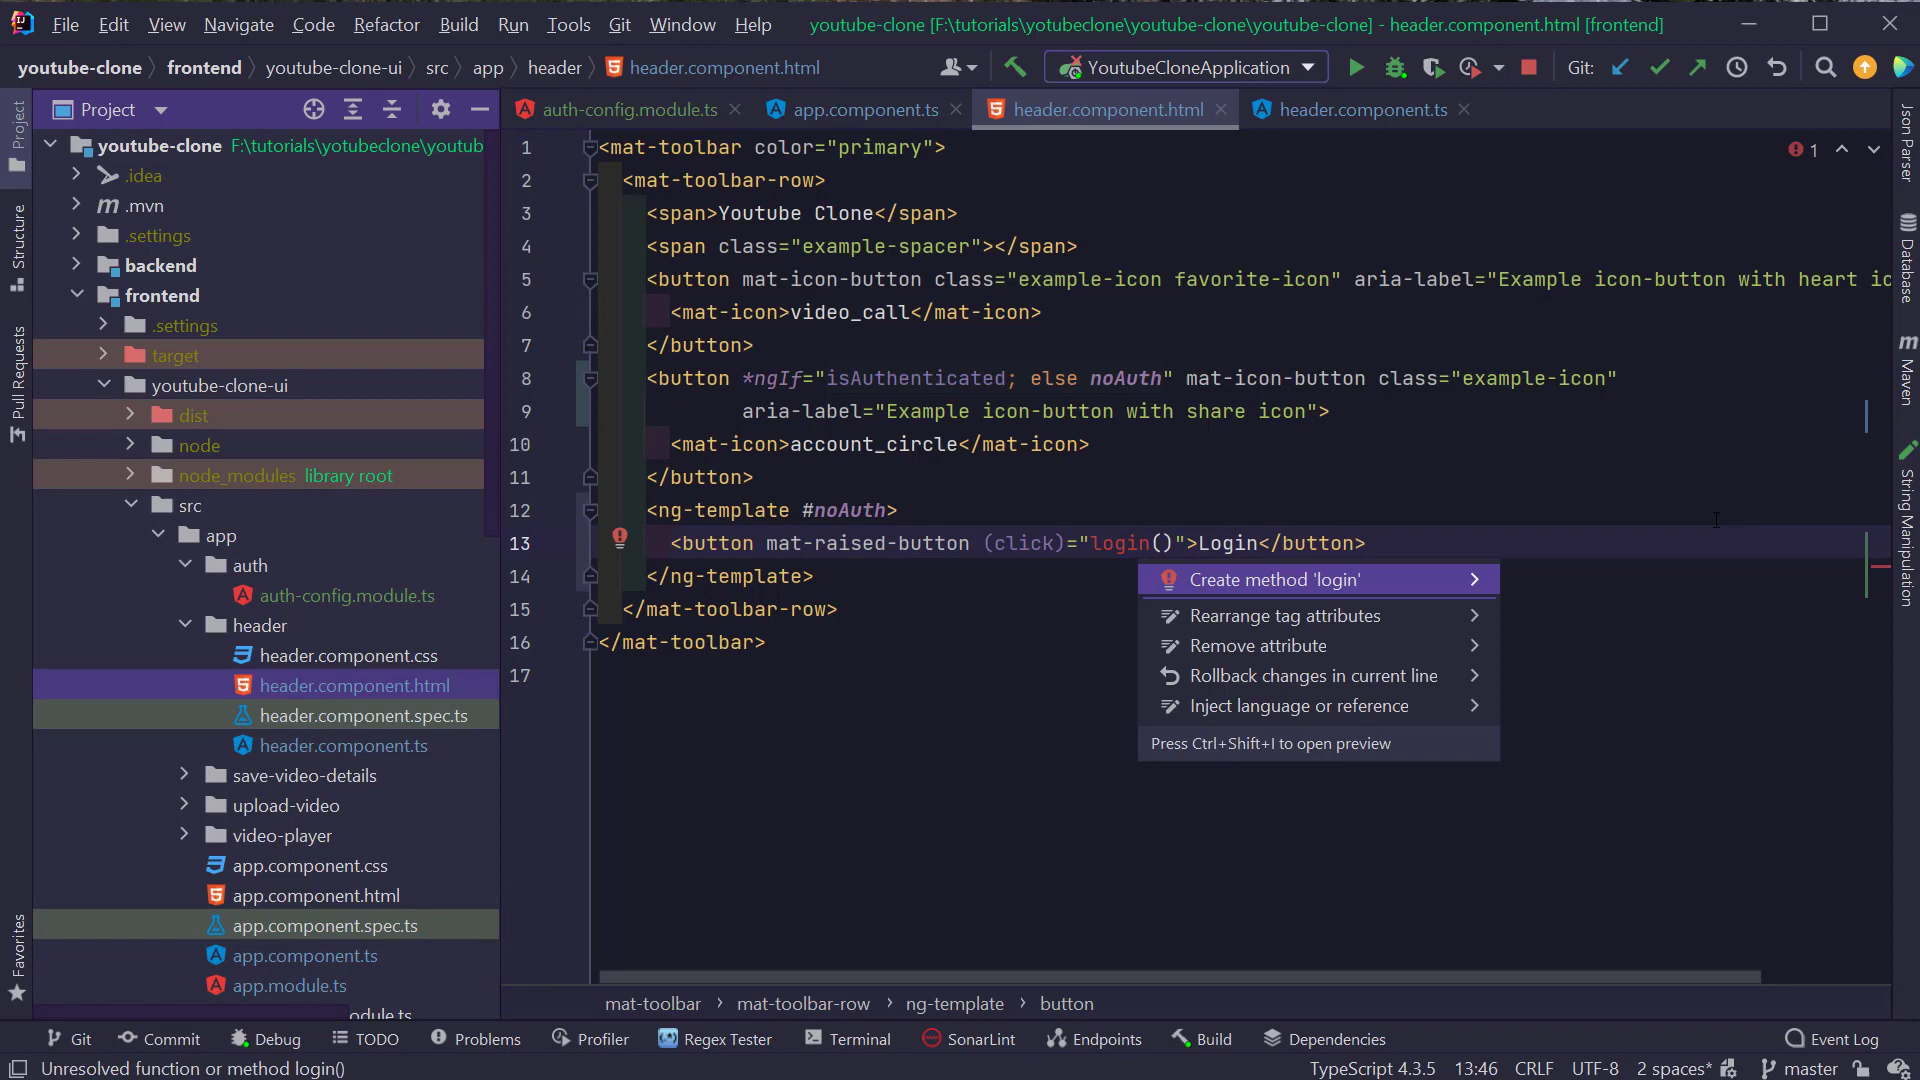 File Edit View Navigate Code Refactor Build Run Tools Git Window Help youtube-clone [F:\tutorials\yotubeclone\youtube-clone\youtube-clone] - header.component.html [frontend]
youtube-clone frontend youtube-clone-ui src app header header.component.html YoutubeCloneApplication Git:
Project
auth-config.module.ts app.component.ts header.component.html header.component.ts
youtube-clone F:\tutorials\yotubeclone\youtub
.idea
.mvn
.settings
backend
frontend
.settings
target
youtube-clone-ui
dist
node
node_modules library root
src
app
auth
auth-config.module.ts
header
header.component.css
header.component.html
header.component.spec.ts
header.component.ts
save-video-details
upload-video
video-player
app.component.css
app.component.html
app.component.spec.ts
app.component.ts
app.module.ts
odule.ts
1 <mat-toolbar color="primary">
2 <mat-toolbar-row>
3 <span>Youtube Clone</span>
4 <span class="example-spacer"></span>
5 <button mat-icon-button class="example-icon favorite-icon" aria-label="Example icon-button with heart ic
6 <mat-icon>video_call</mat-icon>
7 </button>
8 <button *ngIf="isAuthenticated; else noAuth" mat-icon-button class="example-icon"
9 aria-label="Example icon-button with share icon">
10 <mat-icon>account_circle</mat-icon>
11 </button>
12 <ng-template #noAuth>
13 <button mat-raised-button (click)="login()">Login</button>
14 </ng-template>
15 </mat-toolbar-row>
16 </mat-toolbar>
17
1
Create method 'login'
Rearrange tag attributes
Remove attribute
Rollback changes in current line
Inject language or reference
Press Ctrl+Shift+I to open preview
Project
Structure
Pull Requests
Favorites
Json Parser
Database
Maven
String Manipulation
mat-toolbar mat-toolbar-row ng-template button
Git Commit Debug TODO Problems Profiler Regex Tester Terminal SonarLint Endpoints Build Dependencies Event Log
Unresolved function or method login() TypeScript 4.3.5 13:46 CRLF UTF-8 2 spaces* master